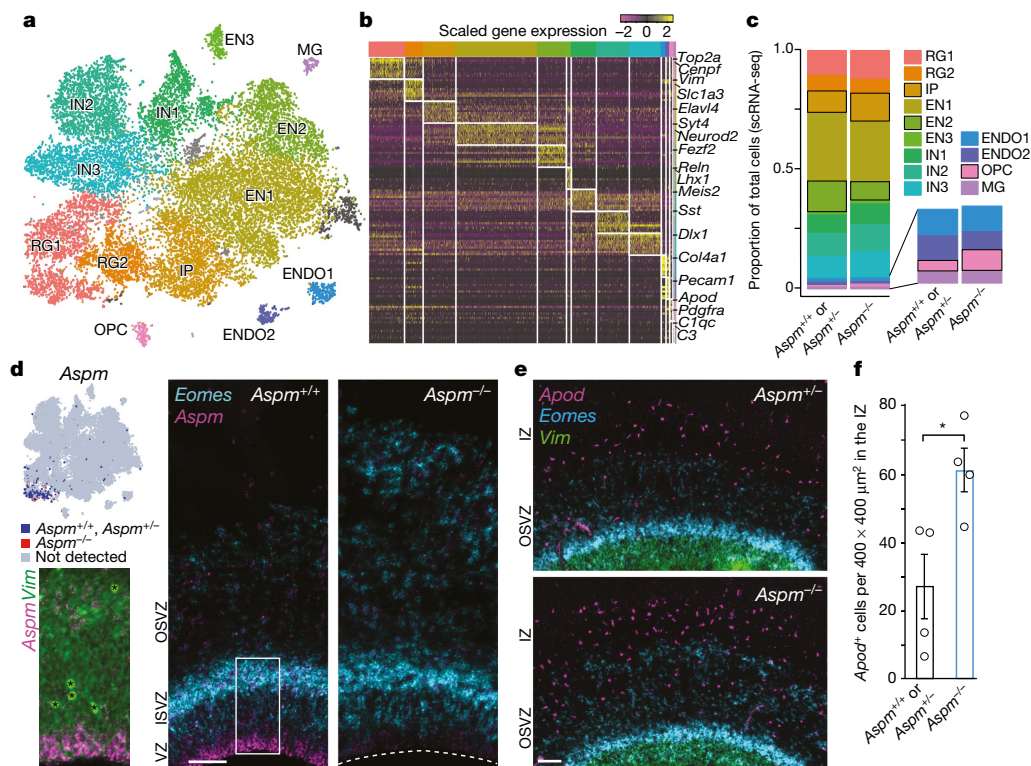 a
EN3
MG
IN2
IN1
EN2
IN3
EN1
RG1
RG2
IP
ENDO1
OPC
ENDO2
b
Scaled gene expression
−2 0 2
Top2a
Cenpf
Vim
Slc1a3
Elavl4
Syt4
Neurod2
Fezf2
Reln
Lhx1
Meis2
Sst
Dlx1
Col4a1
Pecam1
Apod
Pdgfra
C1qc
C3
c
Proportion of total cells (scRNA-seq)
1.0
0.5
0
RG1
RG2
IP
EN1
EN2
EN3
IN1
IN2
IN3
ENDO1
ENDO2
OPC
MG
Aspm+/+ or
Aspm+/−
Aspm−/−
Aspm+/+ or
Aspm+/−
Aspm−/−
d
Aspm
Aspm+/+, Aspm+/−
Aspm−/−
Not detected
Aspm Vim
* * * * * *
Eomes Aspm+/+
Aspm
Aspm−/−
OSVZ
ISVZ
VZ
e
Apod
Eomes
Vim
Aspm+/−
IZ
OSVZ
Aspm−/−
IZ
OSVZ
f
Apod+ cells per 400 × 400 μm2 in the IZ
80
60
40
20
0
*
Aspm+/+ or
Aspm+/−
Aspm−/−